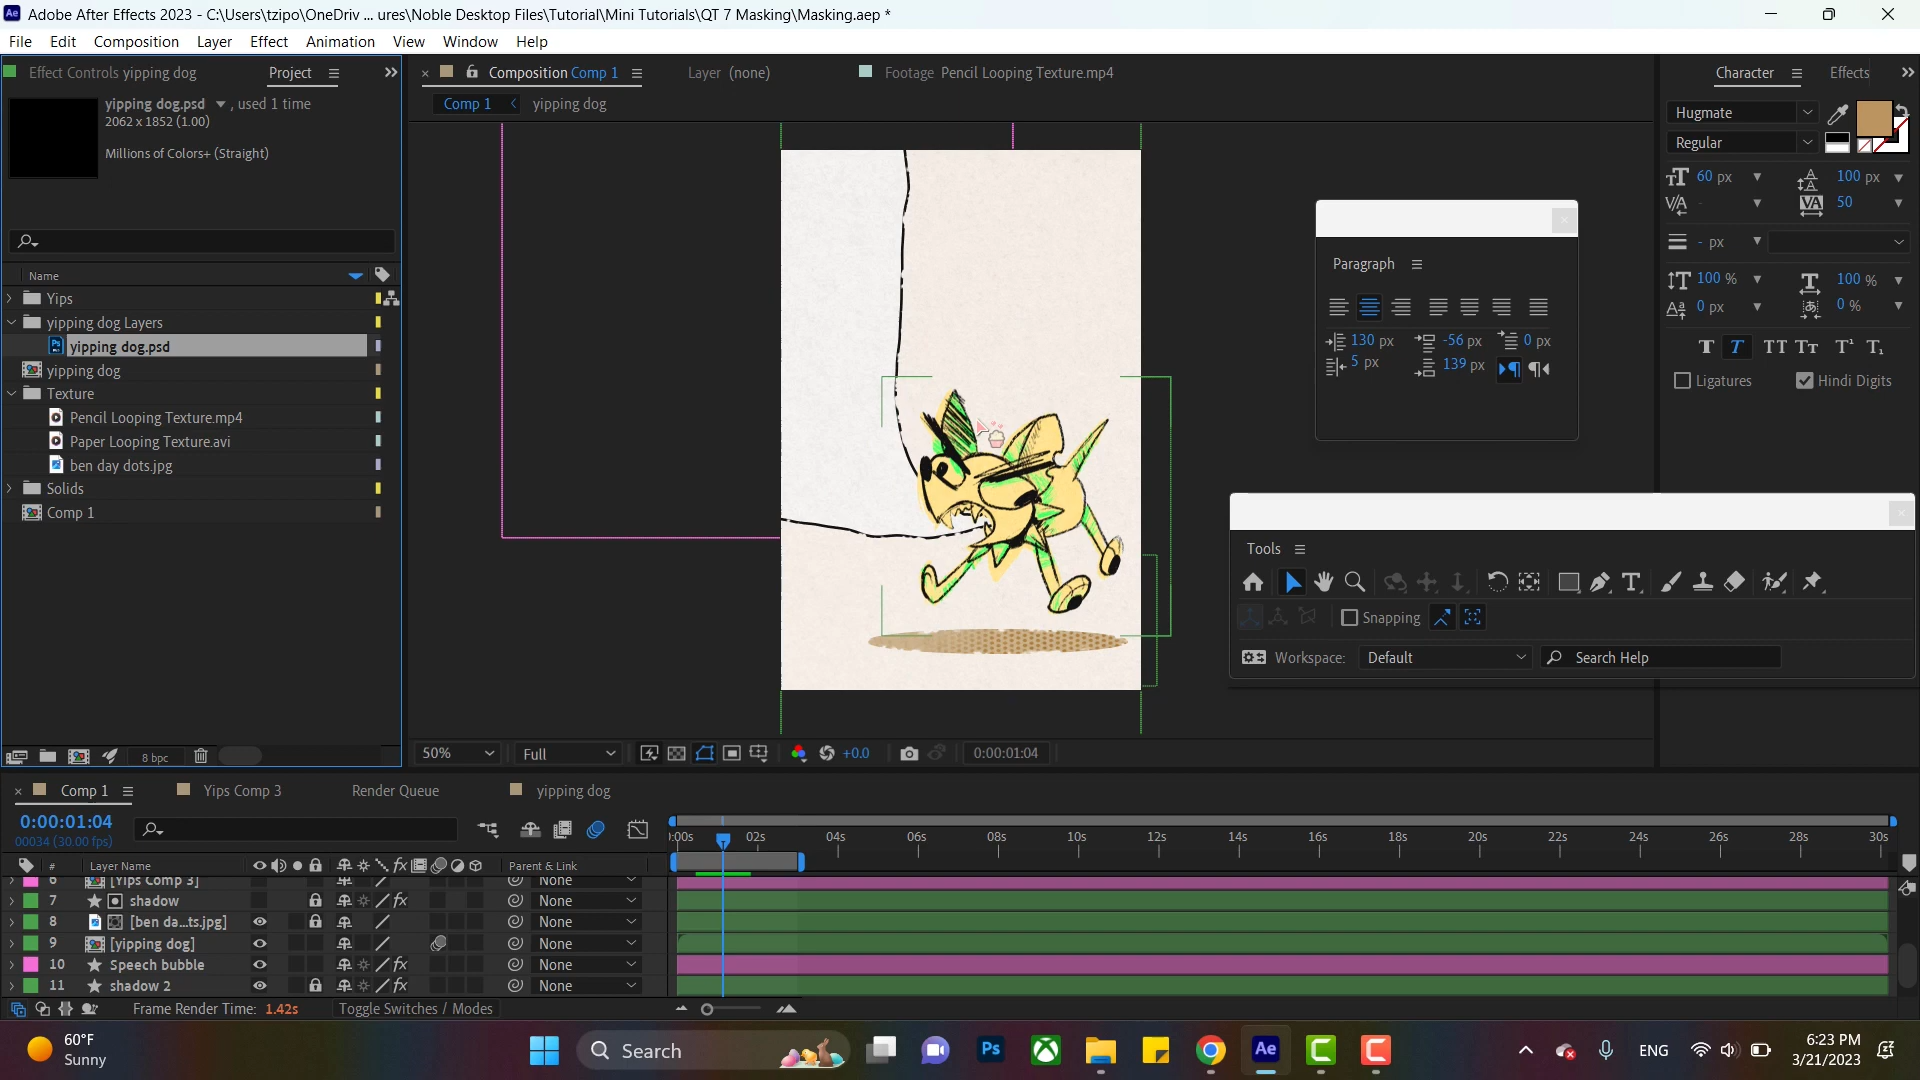 Adobe After Effects 2023 - C:\Users\tzipo\OneDriv ... ures\Noble Desktop Files\Tutorial\Mini Tutorials\QT 7 Masking\Masking.aep *
File Edit Composition Layer Effect Animation View Window Help
Effect Controls yipping dog Project
Composition Comp 1 Layer (none) Footage Pencil Looping Texture.mp4
Character Effects
yipping dog.psd , used 1 time
2062 x 1852 (1.00)
Millions of Colors+ (Straight)
Comp 1 yipping dog
Hugmate
Regular
60 px 100 px
- 50
- px
100 % 100 %
0 px 0 %
Ligatures Hindi Digits
Paragraph
130 px -56 px 0 px
5 px 139 px
Name
Yips
yipping dog Layers
yipping dog.psd
yipping dog
Texture
Pencil Looping Texture.mp4
Paper Looping Texture.avi
ben day dots.jpg
Solids
Comp 1
Tools
Snapping
Workspace: Default Search Help
8 bpc
50% Full +0.0 0:00:01:04
Comp 1 Yips Comp 3 Render Queue yipping dog
0:00:01:04
00034 (30.00 fps)
:00s 02s 04s 06s 08s 10s 12s 14s 16s 18s 20s 22s 24s 26s 28s 30s
# Layer Name Parent & Link
6 [Yips Comp 3] None
7 shadow None
8 [ben da...ts.jpg] None
9 [yipping dog] None
10 Speech bubble None
11 shadow 2 None
Frame Render Time: 1.42s Toggle Switches / Modes
60°F
Sunny
Search
ENG
6:23 PM
3/21/2023